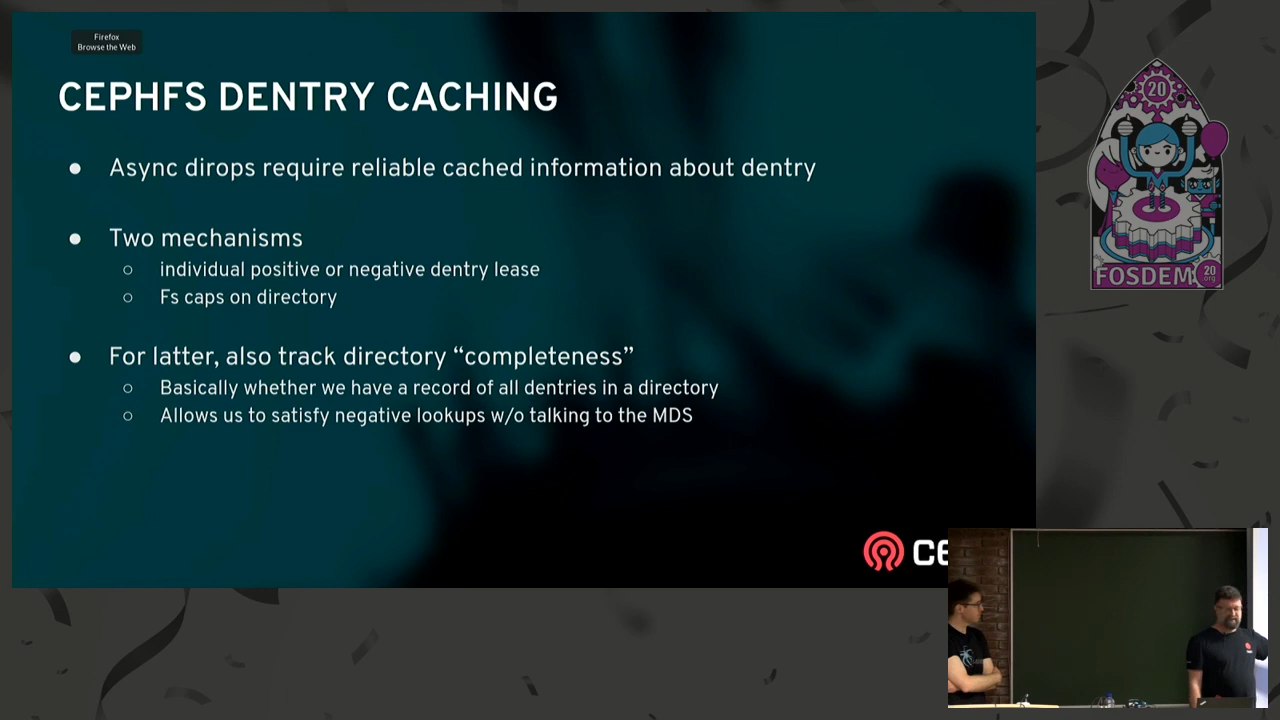 Firefox
Browse the Web
CEPHFS DENTRY CACHING
● Async dirops require reliable cached information about dentry
● Two mechanisms
○ individual positive or negative dentry lease
○ Fs caps on directory
● For latter, also track directory “completeness”
○ Basically whether we have a record of all dentries in a directory
○ Allows us to satisfy negative lookups w/o talking to the MDS
20
FOSDEM
20
.org
CE